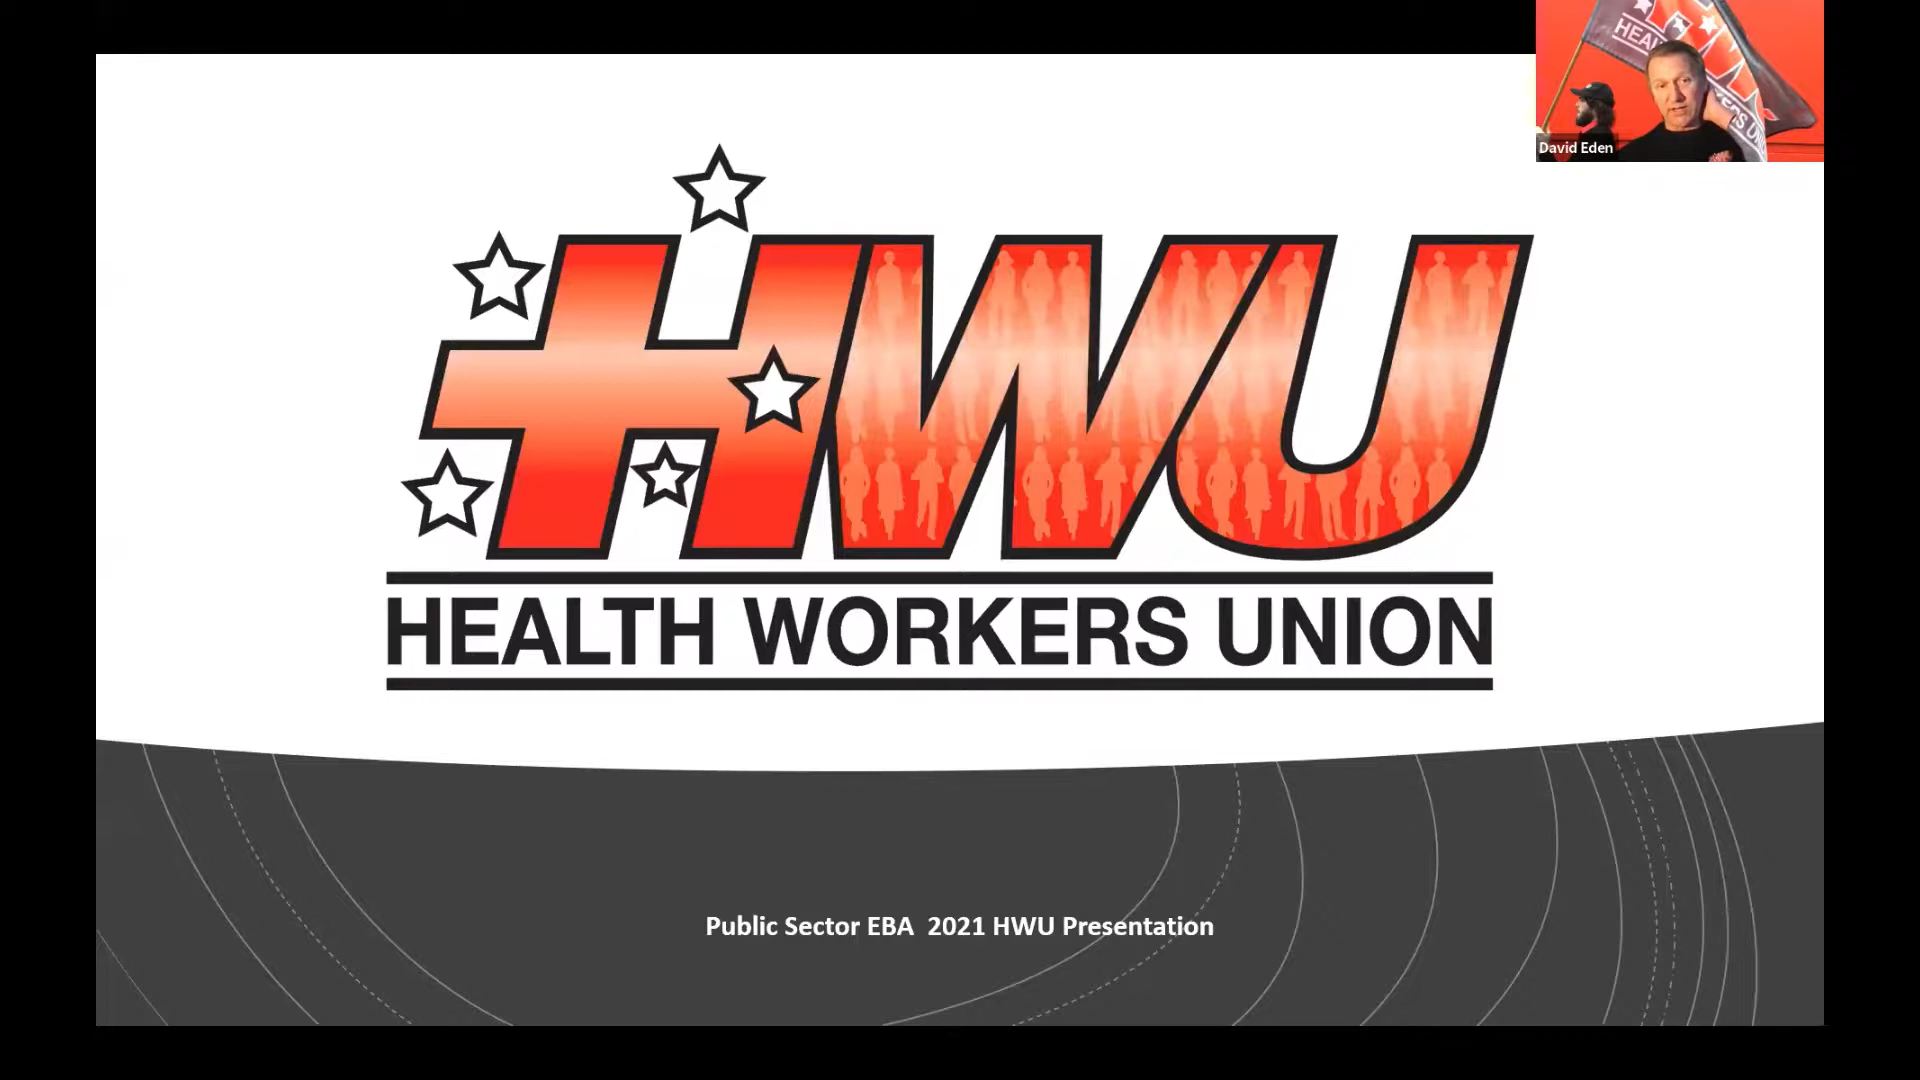 HWU
HEALTH WORKERS UNION
Public Sector EBA  2021 HWU Presentation
David Eden